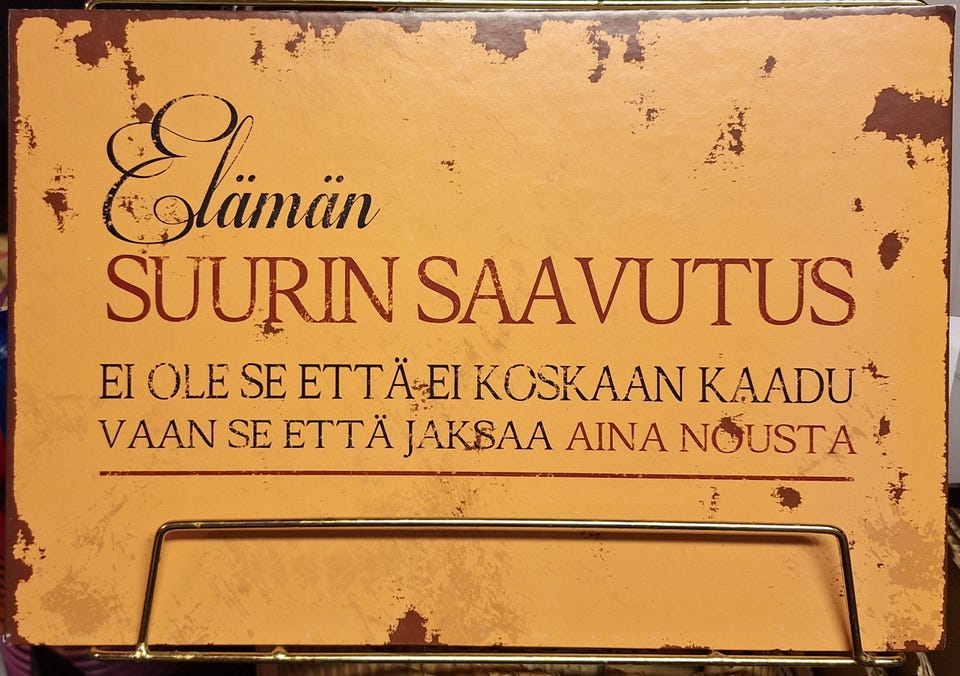 Elämän
SUURIN SAAVUTUS
EI OLE SE ETTÄ EI KOSKAAN KAADU
VAAN SE ETTÄ JAKSAA AINA NOUSTA